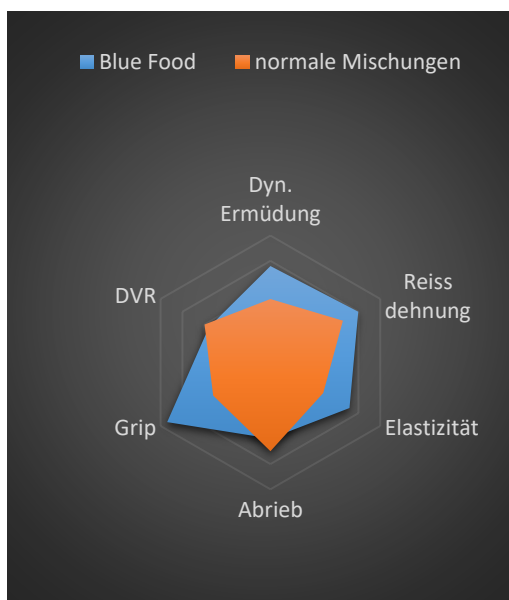 Blue Food
normale Mischungen
Dyn.
Ermüdung
Reiss
dehnung
DVR
Grip
Elastizität
Abrieb